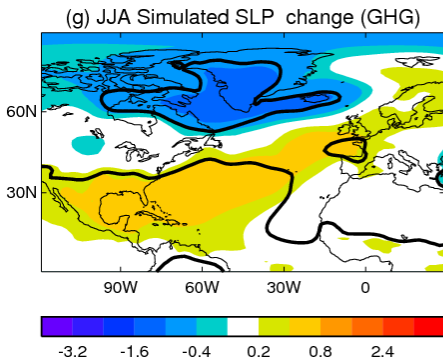 (g) JJA Simulated SLP change (GHG)
60N
30N
90W 60W 30W 0
-3.2 -1.6 -0.4 0.2 0.8 2.4